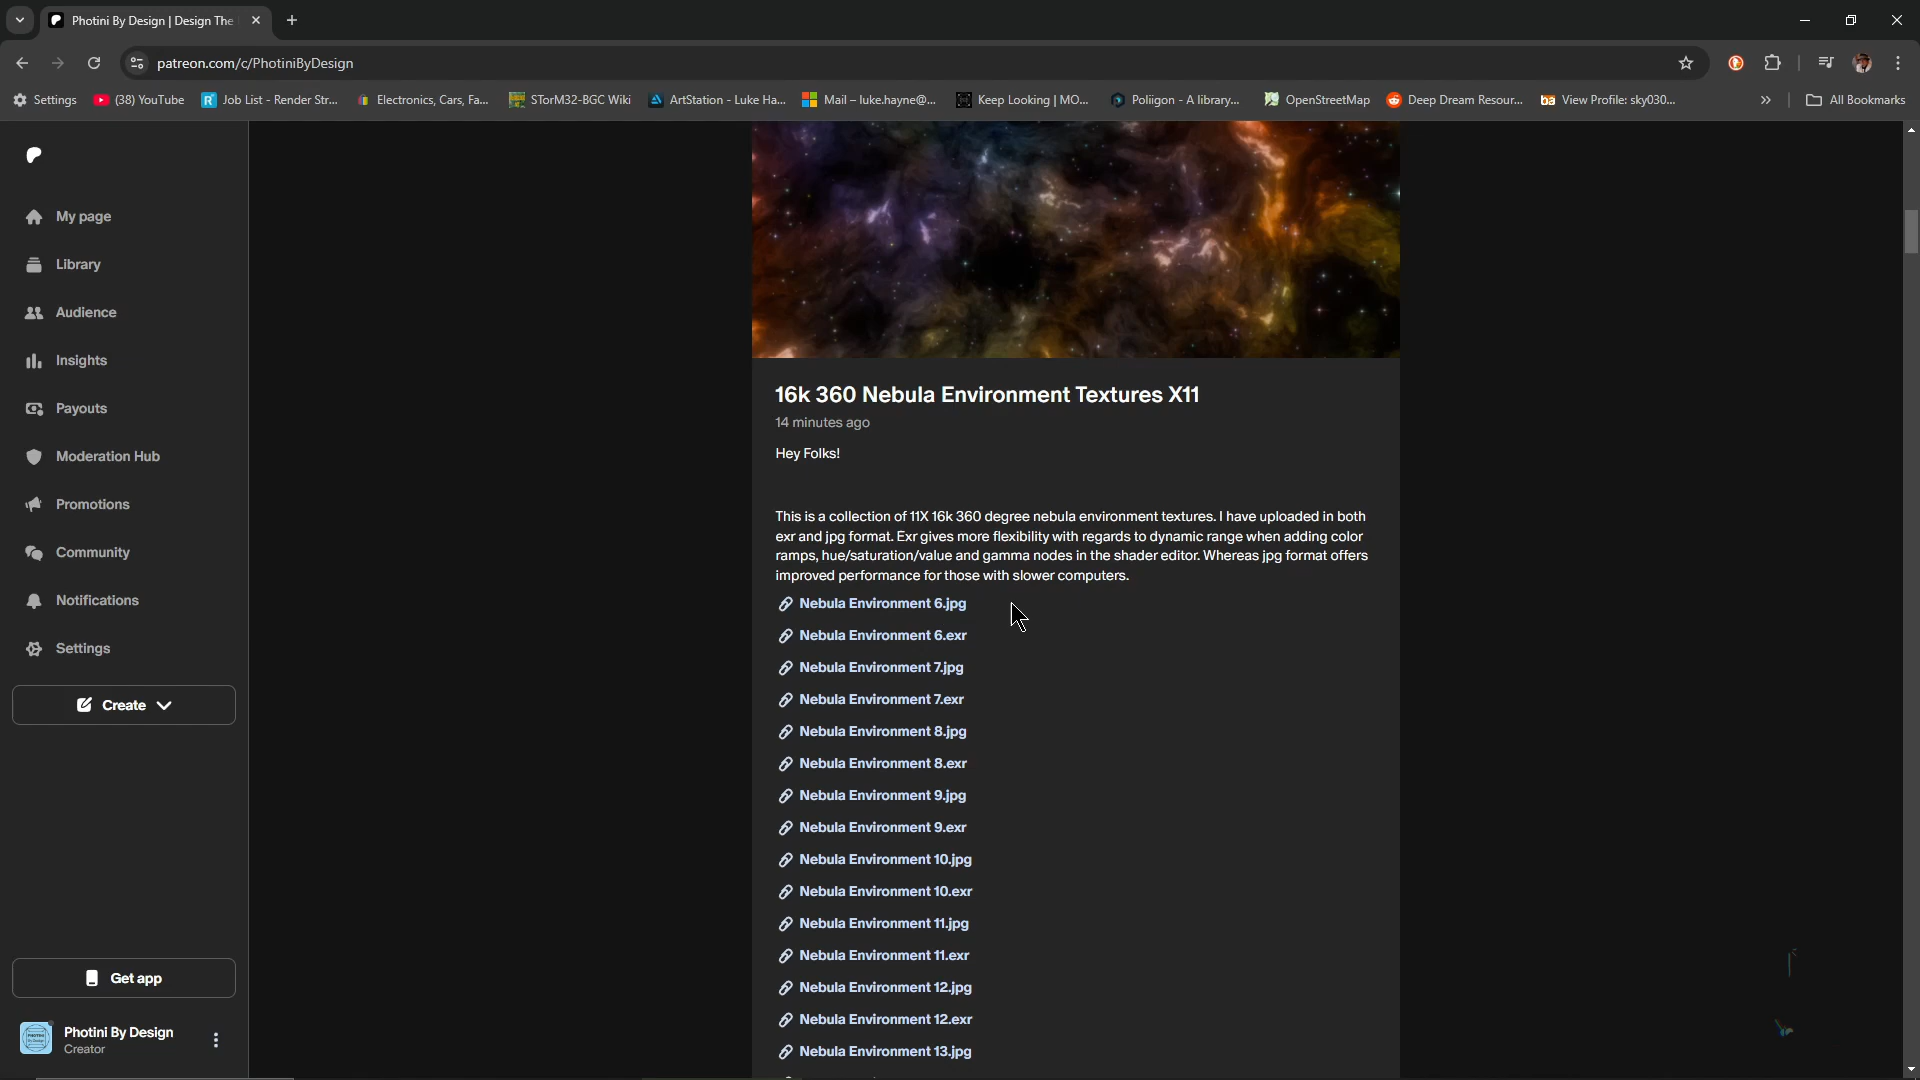 Photini By Design | Design The
patreon.com/c/PhotiniByDesign
Settings
(38) YouTube
Job List - Render Str...
Electronics, Cars, Fa...
STorM32-BGC Wiki
ArtStation - Luke Ha...
Mail – luke.hayne@...
Keep Looking | MO...
Poliigon - A library...
OpenStreetMap
Deep Dream Resour...
View Profile: sky030...
All Bookmarks
My page
Library
Audience
Insights
Payouts
Moderation Hub
Promotions
Community
Notifications
Settings
Create
Get app
Photini By Design
Creator
16k 360 Nebula Environment Textures X11
14 minutes ago
Hey Folks!
This is a collection of 11X 16k 360 degree nebula environment textures. I have uploaded in both
exr and jpg format. Exr gives more flexibility with regards to dynamic range when adding color
ramps, hue/saturation/value and gamma nodes in the shader editor. Whereas jpg format offers
improved performance for those with slower computers.
Nebula Environment 6.jpg
Nebula Environment 6.exr
Nebula Environment 7.jpg
Nebula Environment 7.exr
Nebula Environment 8.jpg
Nebula Environment 8.exr
Nebula Environment 9.jpg
Nebula Environment 9.exr
Nebula Environment 10.jpg
Nebula Environment 10.exr
Nebula Environment 11.jpg
Nebula Environment 11.exr
Nebula Environment 12.jpg
Nebula Environment 12.exr
Nebula Environment 13.jpg